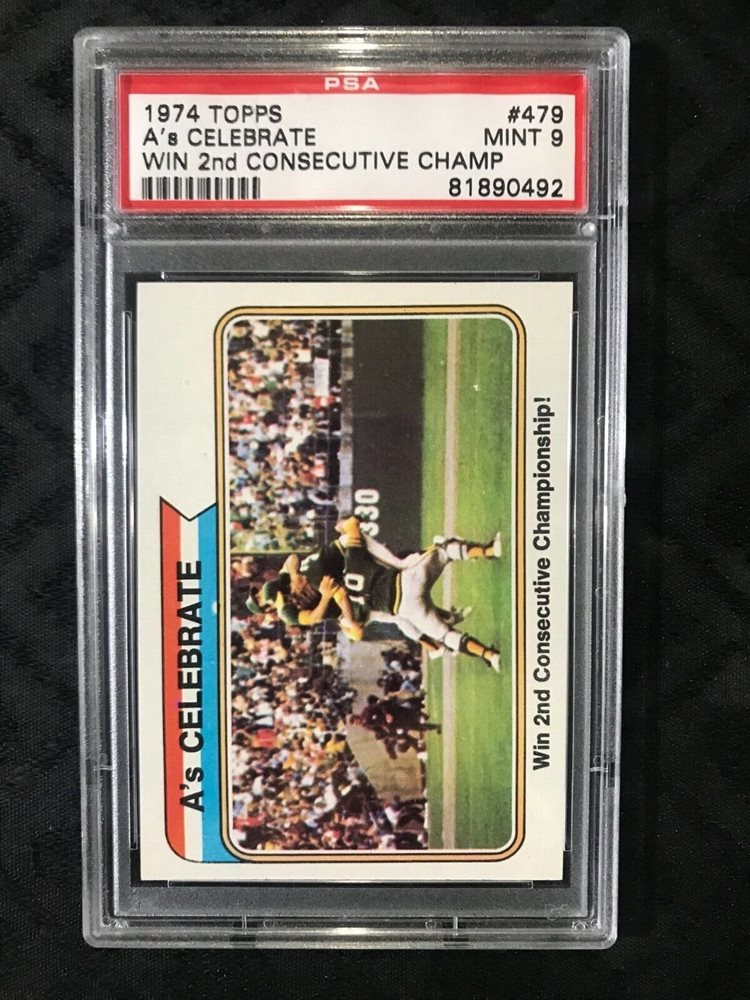 PSA
1974 TOPPS #479
A's CELEBRATE MINT 9
WIN 2nd CONSECUTIVE CHAMP
81890492
A's CELEBRATE
330
10
Win 2nd Consecutive Championship!